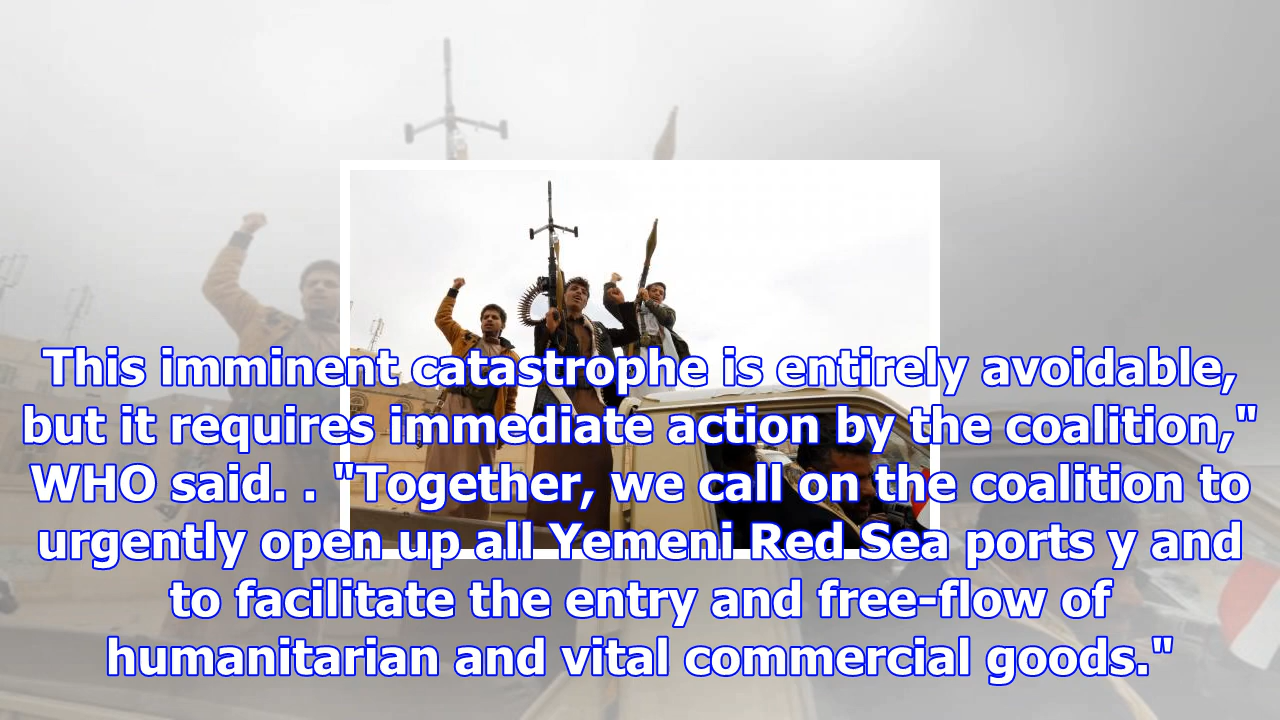 This imminent catastrophe is entirely avoidable,
but it requires immediate action by the coalition,"
WHO said. . "Together, we call on the coalition to
urgently open up all Yemeni Red Sea ports y and
to facilitate the entry and free-flow of
humanitarian and vital commercial goods."